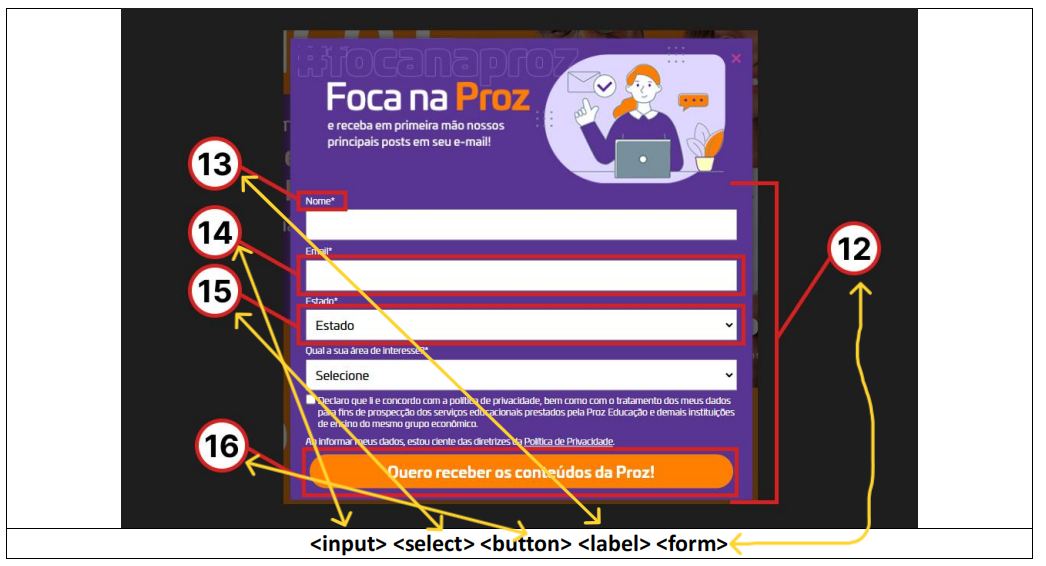 #focanaproz
Foca na Proz
e receba em primeira mão nossos
principais posts em seu e-mail!
×
13
Nome*
14
Email*
12
15
Estado*
Estado
Qual a sua área de interesse?*
Selecione
Declaro que li e concordo com a política de privacidade, bem como com o tratamento dos meus dados
para fins de prospecção dos serviços educacionais prestados pela Proz Educação e demais instituições
de ensino do mesmo grupo econômico.
16
Ao informar meus dados, estou ciente das diretrizes da Política de Privacidade.
Quero receber os conteúdos da Proz!
<input> <select> <button> <label> <form>